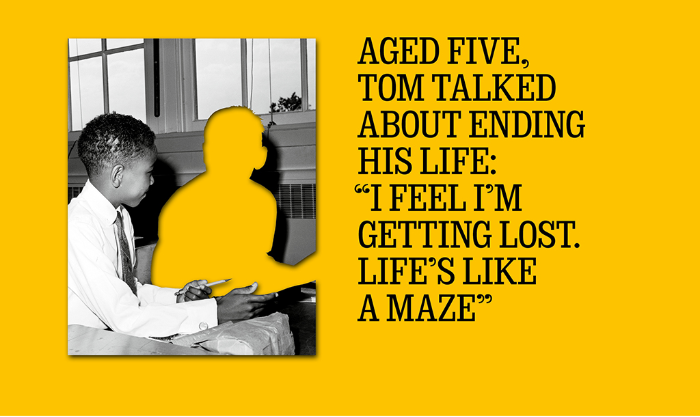 AGED FIVE,
TOM TALKED
ABOUT ENDING
HIS LIFE:
“I FEEL I’M
GETTING LOST.
LIFE’S LIKE
A MAZE”